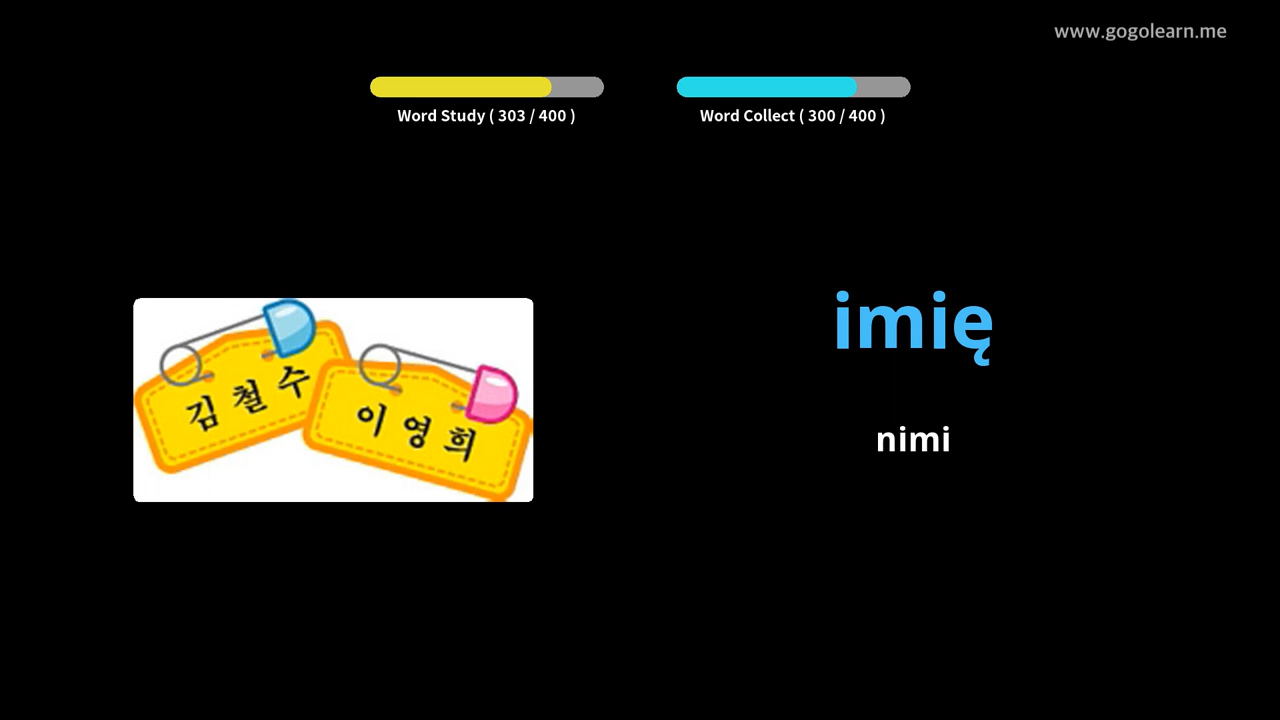 www.gogolearn.me
Word Study ( 303 / 400 )
Word Collect ( 300 / 400 )
김철수
이영희
imię
nimi